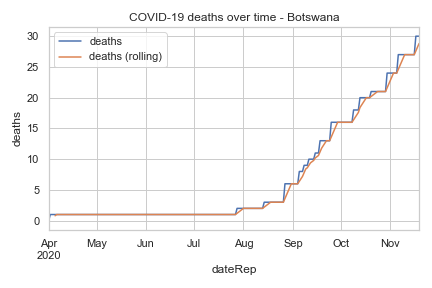 COVID-19 deaths over time - Botswana
deaths
deaths (rolling)
30
25
20
15
10
5
0
deaths
Apr May Jun Jul Aug Sep Oct Nov
2020
dateRep